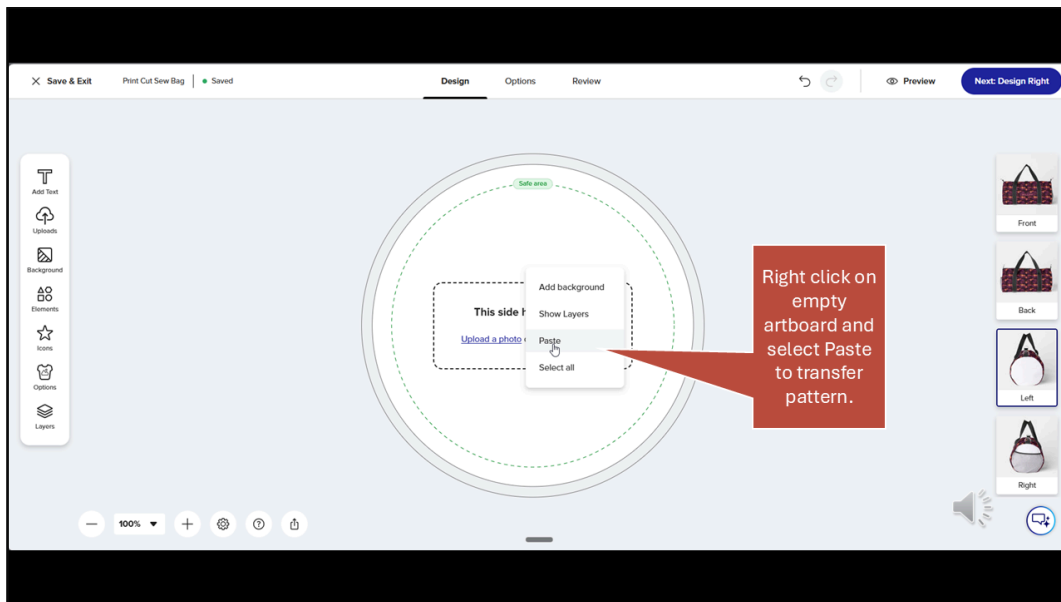 Save & Exit
Print Cut Sew Bag
Saved
Design
Options
Review
Preview
Next: Design Right
Add Text
Uploads
Background
Elements
Icons
Options
Layers
Safe area
This side h
Upload a photo
Add background
Show Layers
Paste
Select all
Right click on
empty
artboard and
select Paste
to transfer
pattern.
Front
Back
Left
Right
100%